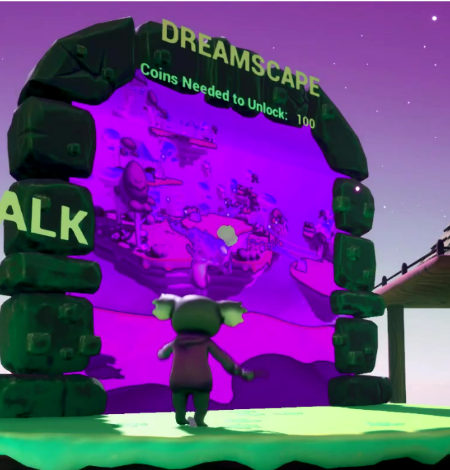 DREAMSCAPE
Coins Needed to Unlock: 100
ALK